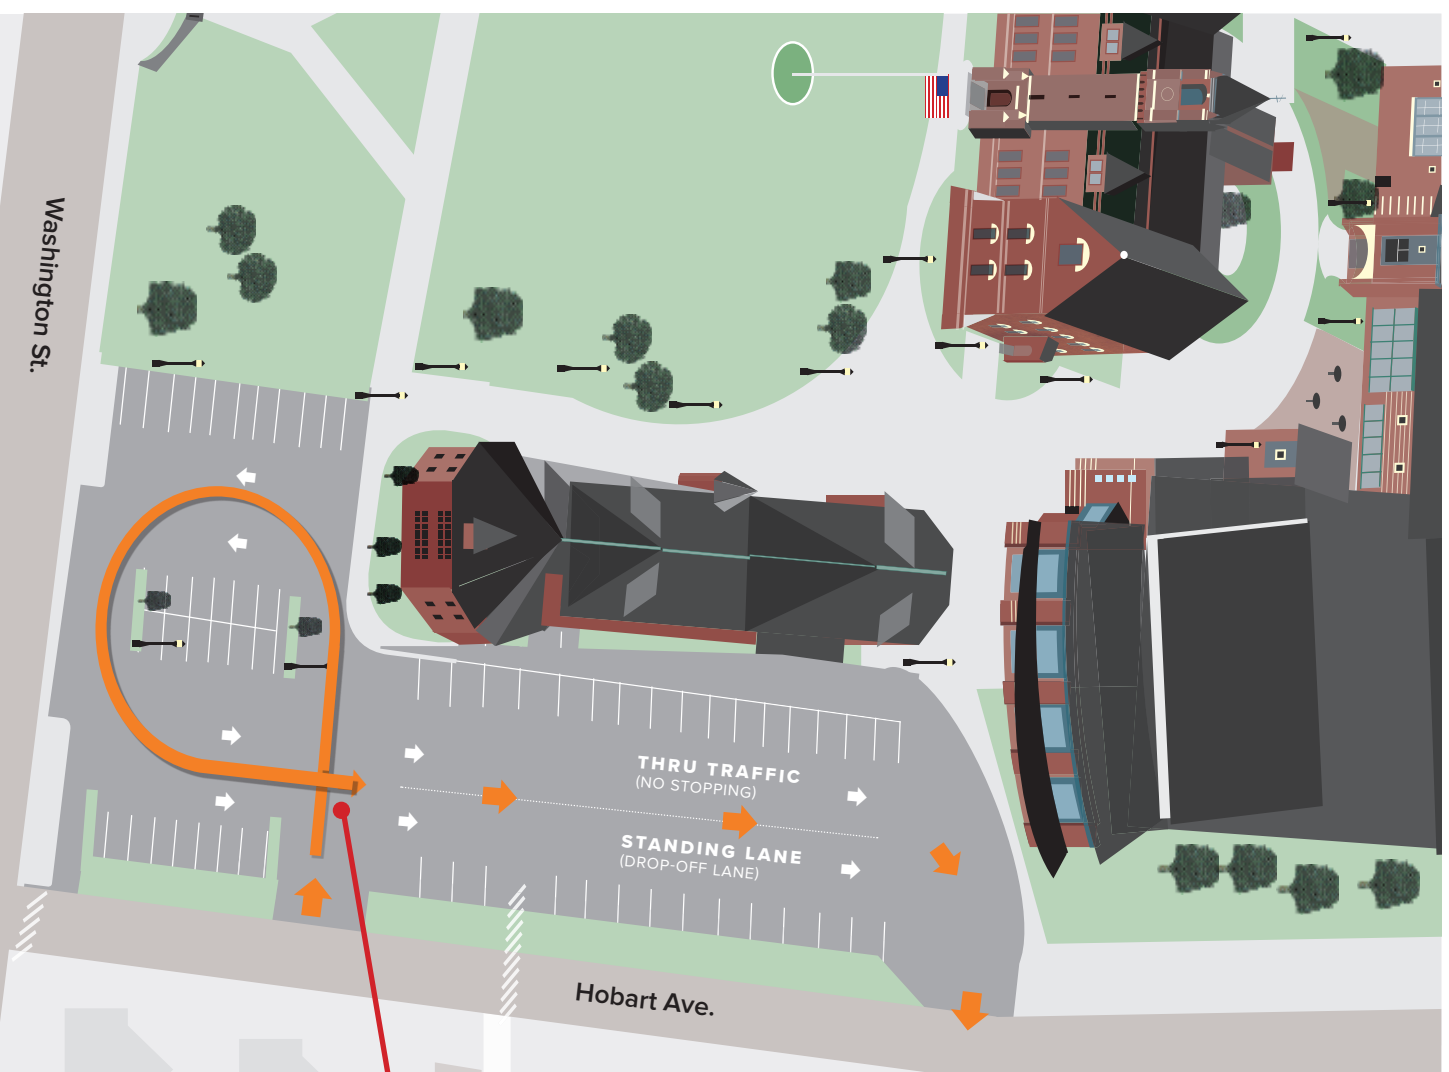 Washington St.
THRU TRAFFIC
(NO STOPPING)
STANDING LANE
(DROP-OFF LANE)
Hobart Ave.